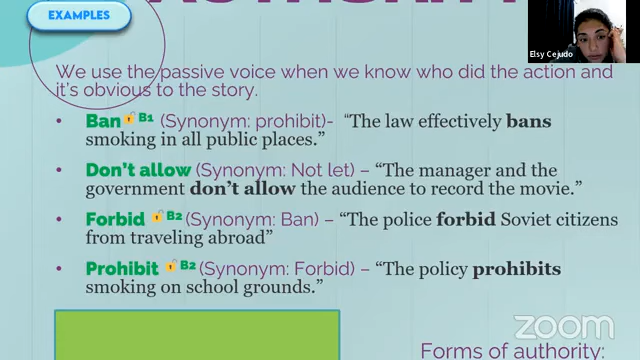 EXAMPLES
Elsy Cejudo
We use the passive voice when we know who did the action and
it's obvious to the story.
• Ban B1 (Synonym: prohibit)- "The law effectively bans
smoking in all public places."
• Don't allow (Synonym: Not let) – "The manager and the
government don't allow the audience to record the movie."
• Forbid B2 (Synonym: Ban) – "The police forbid Soviet citizens
from traveling abroad"
• Prohibit B2 (Synonym: Forbid) – "The policy prohibits
smoking on school grounds."
Forms of authority:
zoom